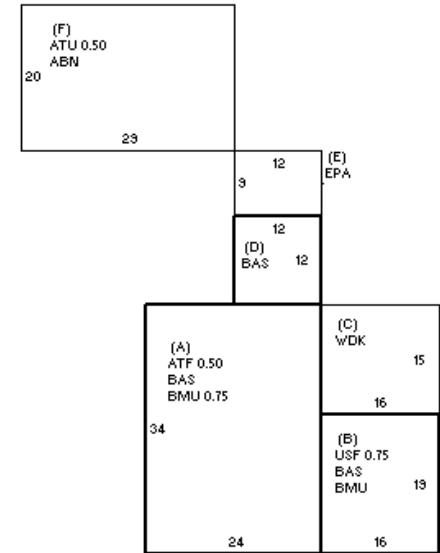 (F)
ATU 0.50
ABN
20
29
12
(E)
EPA
9
12
(D)
BAS
12
(A)
ATF 0.50
BAS
BMU 0.75
34
24
(C)
WDK
15
16
(B)
USF 0.75
BAS
BMU
19
16